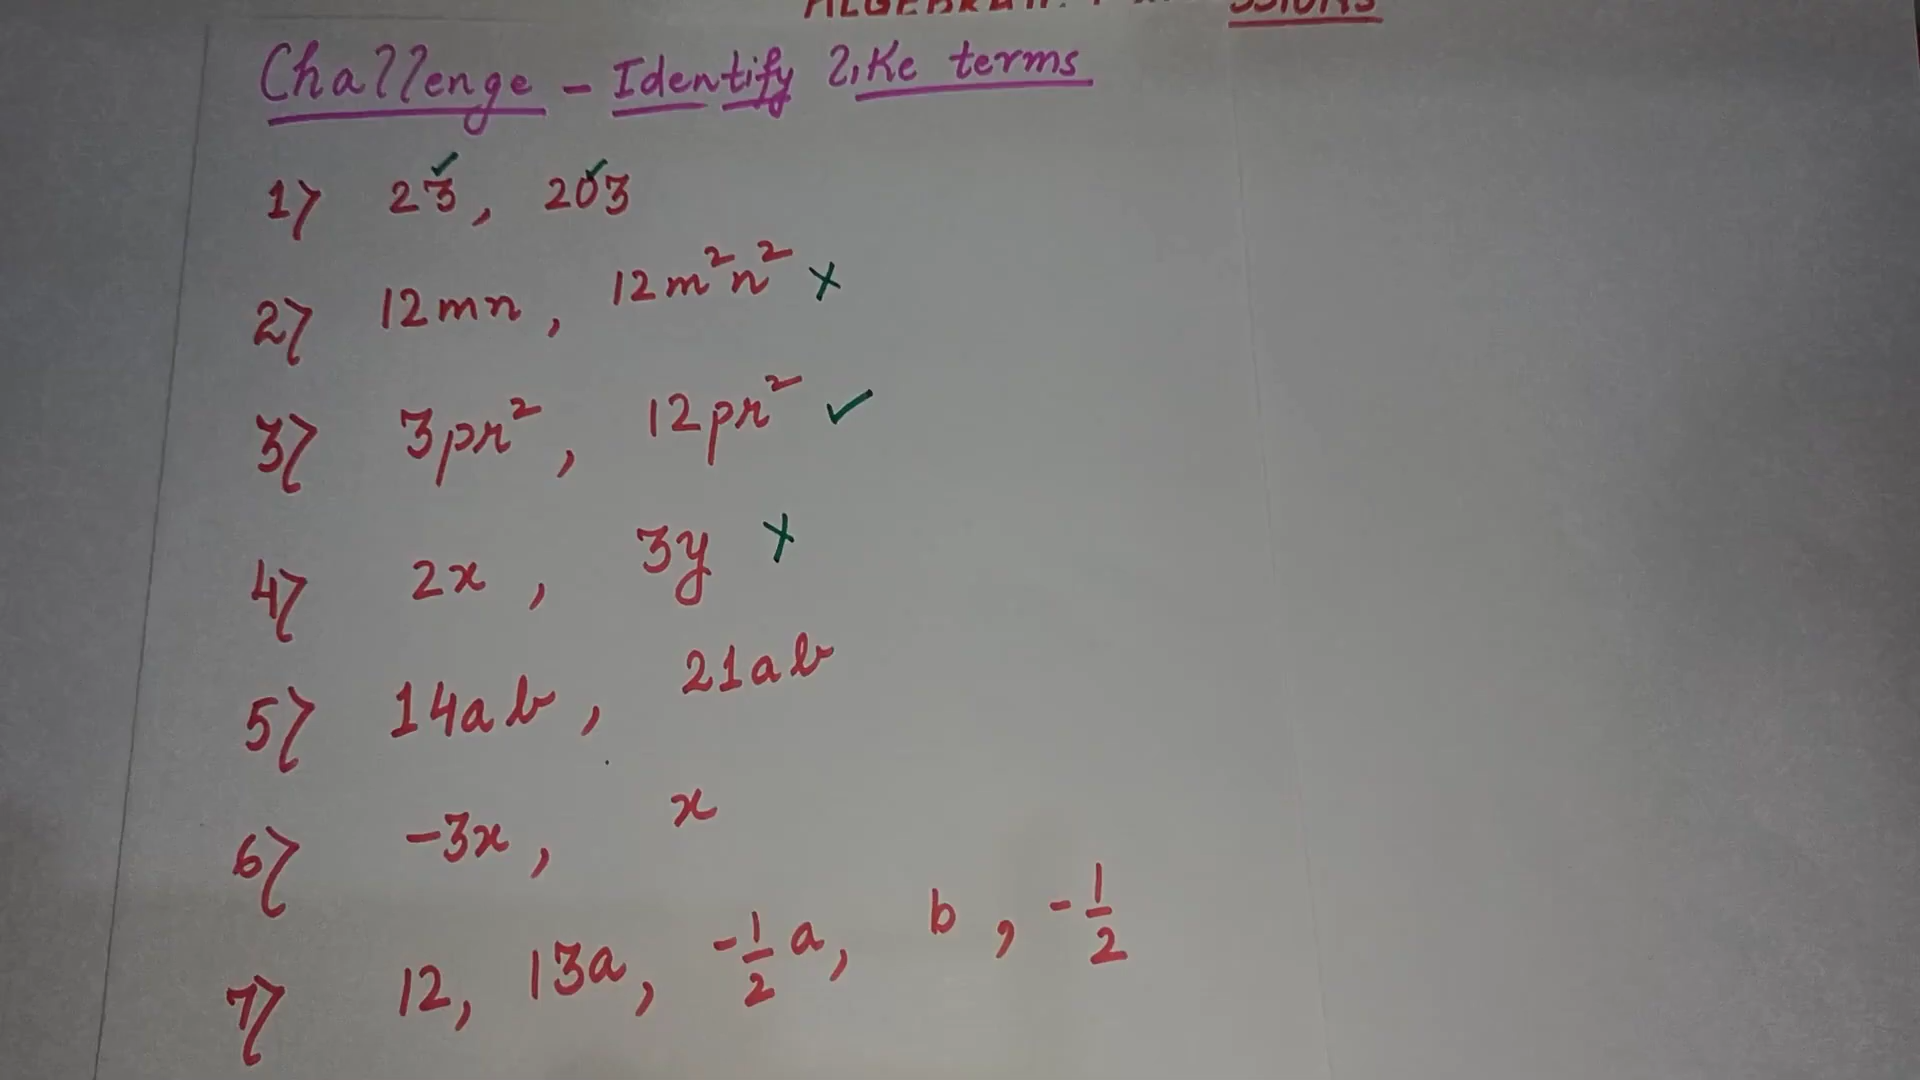 Challenge - Identify Like terms
1) 23 ✓, 203 ✓
2) 12mn, 12m²n² ×
3) 3pr², 12pr² ✓
4) 2x, 3y ×
5) 14ab, 21ab
6) -3x, x
7) 12, 13a, -1/2 a, b, -1/2